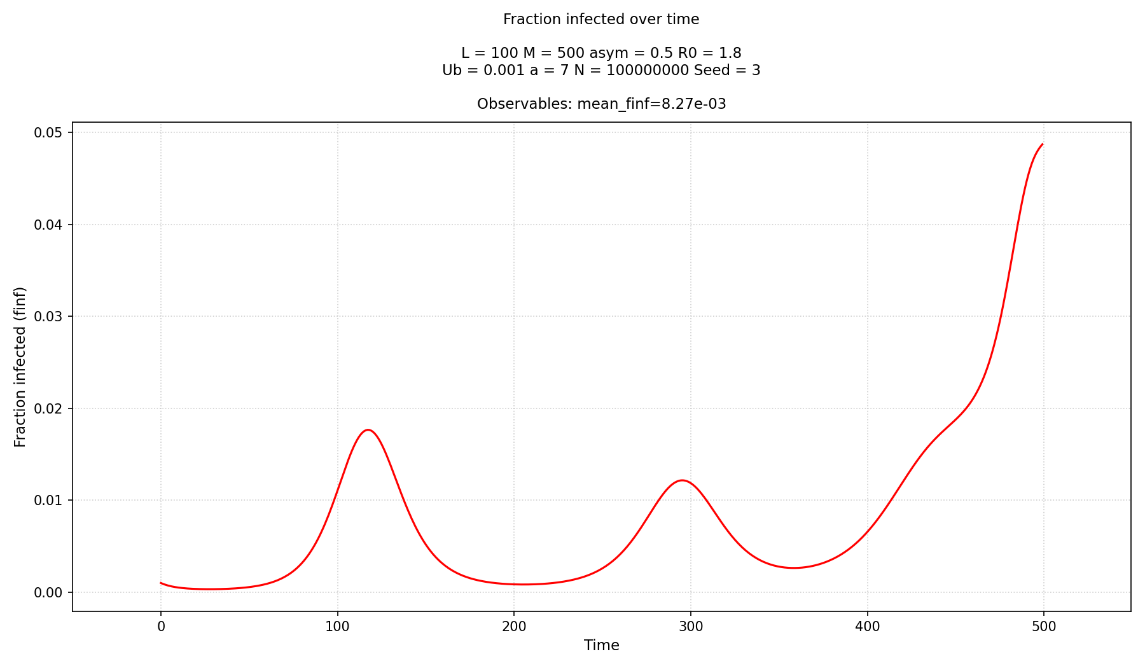 Fraction infected over time
L = 100 M = 500 asym = 0.5 R0 = 1.8
Ub = 0.001 a = 7 N = 100000000 Seed = 3
Observables: mean_finf=8.27e-03
Fraction infected (finf)
0.05
0.04
0.03
0.02
0.01
0.00
0 100 200 300 400 500
Time